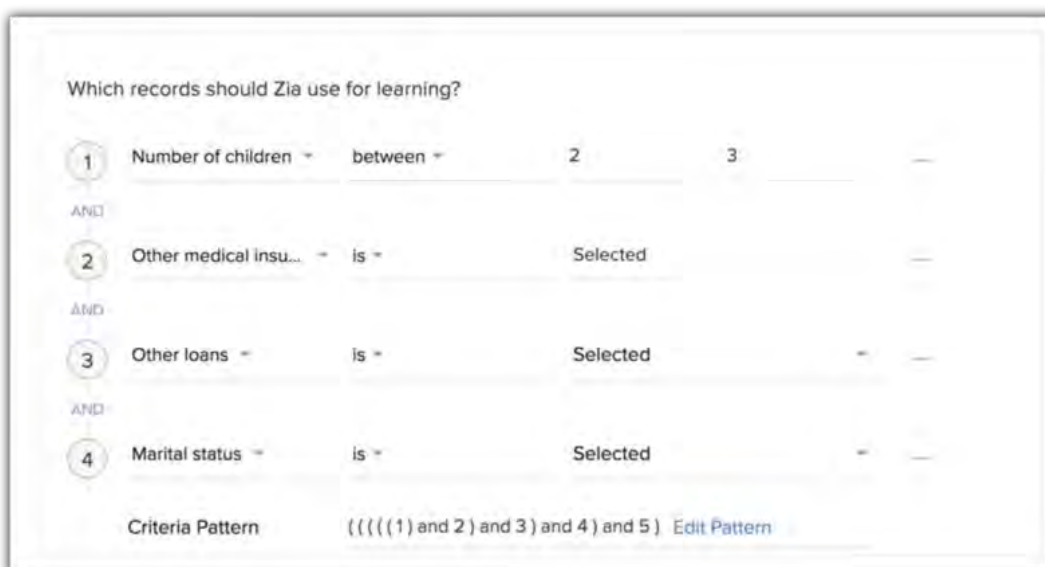 Which records should Zia use for learning?
1 Number of children between 2 3
AND
2 Other medical insu... is Selected
AND
3 Other loans is Selected
AND
4 Marital status is Selected
Criteria Pattern ( ( ( ( ( 1 ) and 2 ) and 3 ) and 4 ) and 5 ) Edit Pattern